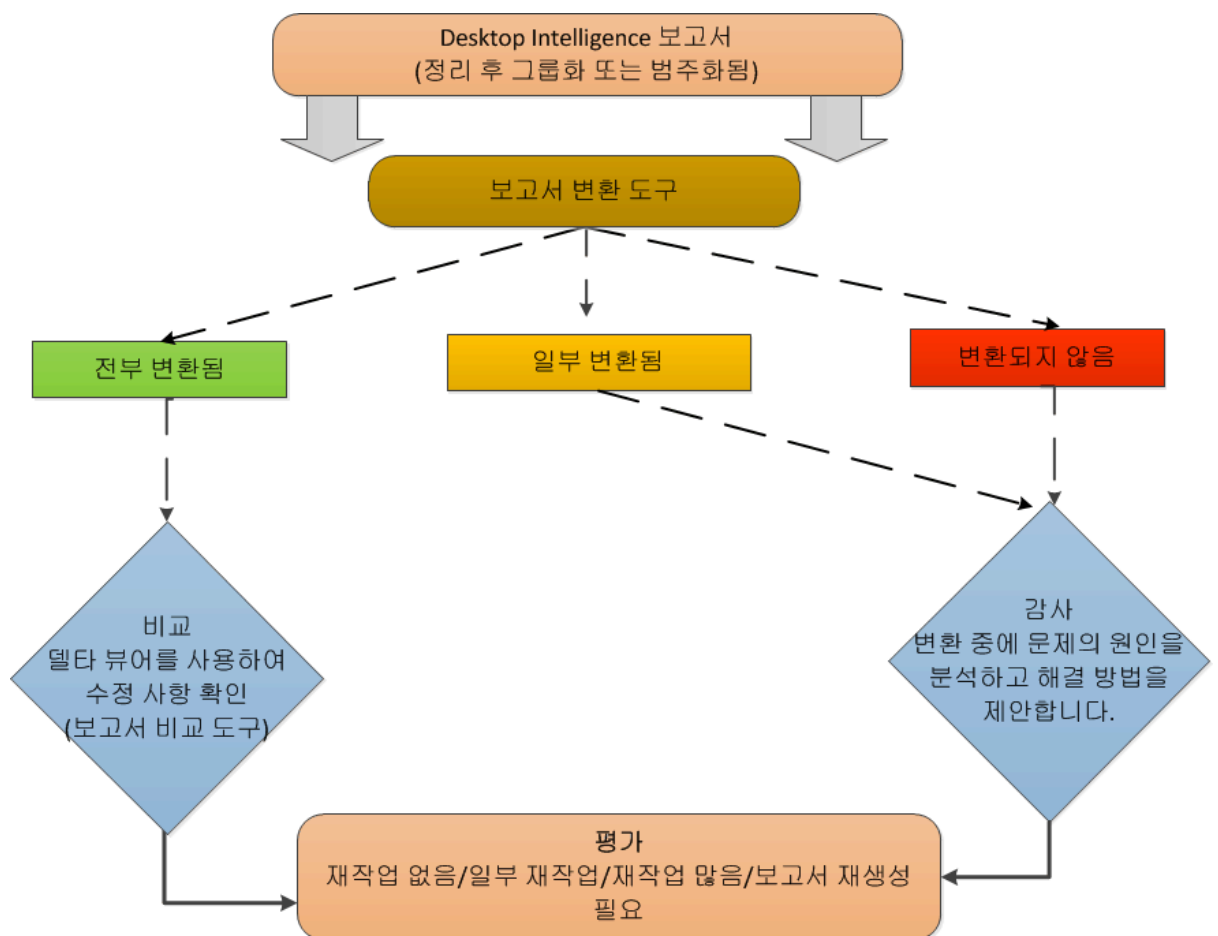 Desktop Intelligence 보고서
(정리 후 그룹화 또는 범주화됨)
보고서 변환 도구
전부 변환됨
일부 변환됨
변환되지 않음
비교
델타 뷰어를 사용하여
수정 사항 확인
(보고서 비교 도구)
감사
변환 중에 문제의 원인을
분석하고 해결 방법을
제안합니다.
평가
재작업 없음/일부 재작업/재작업 많음/보고서 재생성
필요